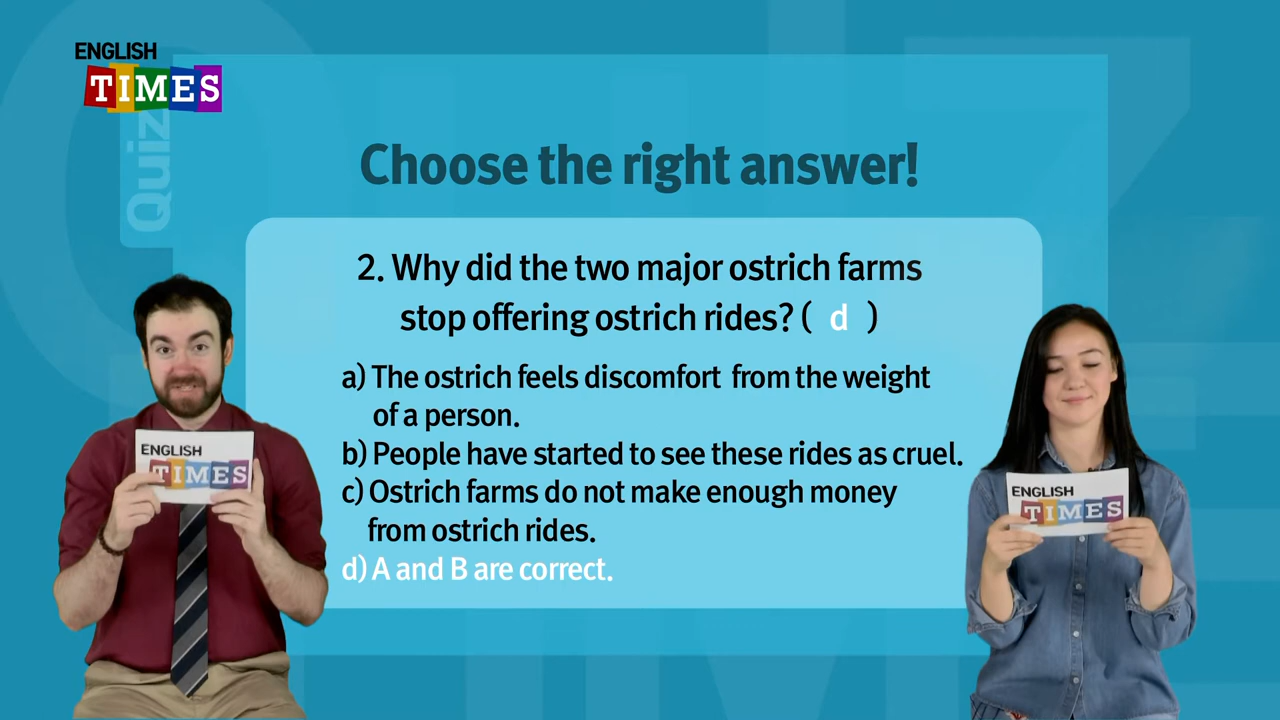 ENGLISH
TIMES
Quiz
Choose the right answer!
2. Why did the two major ostrich farms
stop offering ostrich rides? ( d )
a) The ostrich feels discomfort from the weight
of a person.
b) People have started to see these rides as cruel.
c) Ostrich farms do not make enough money
from ostrich rides.
d) A and B are correct.
ENGLISH
TIMES
ENGLISH
TIMES